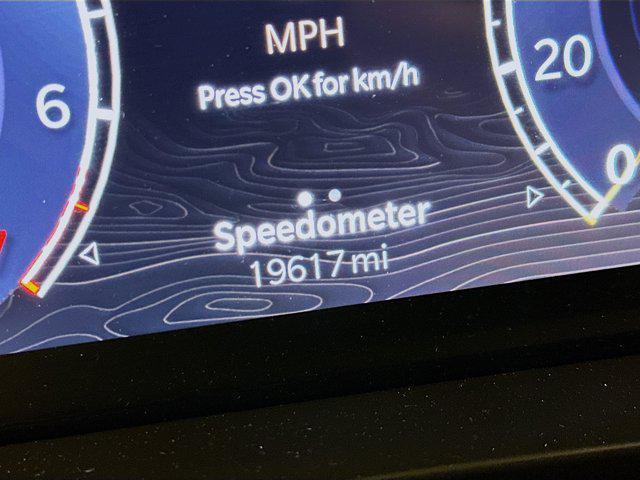 MPH
Press OK for km/h
6
20
0
Speedometer
19617 mi